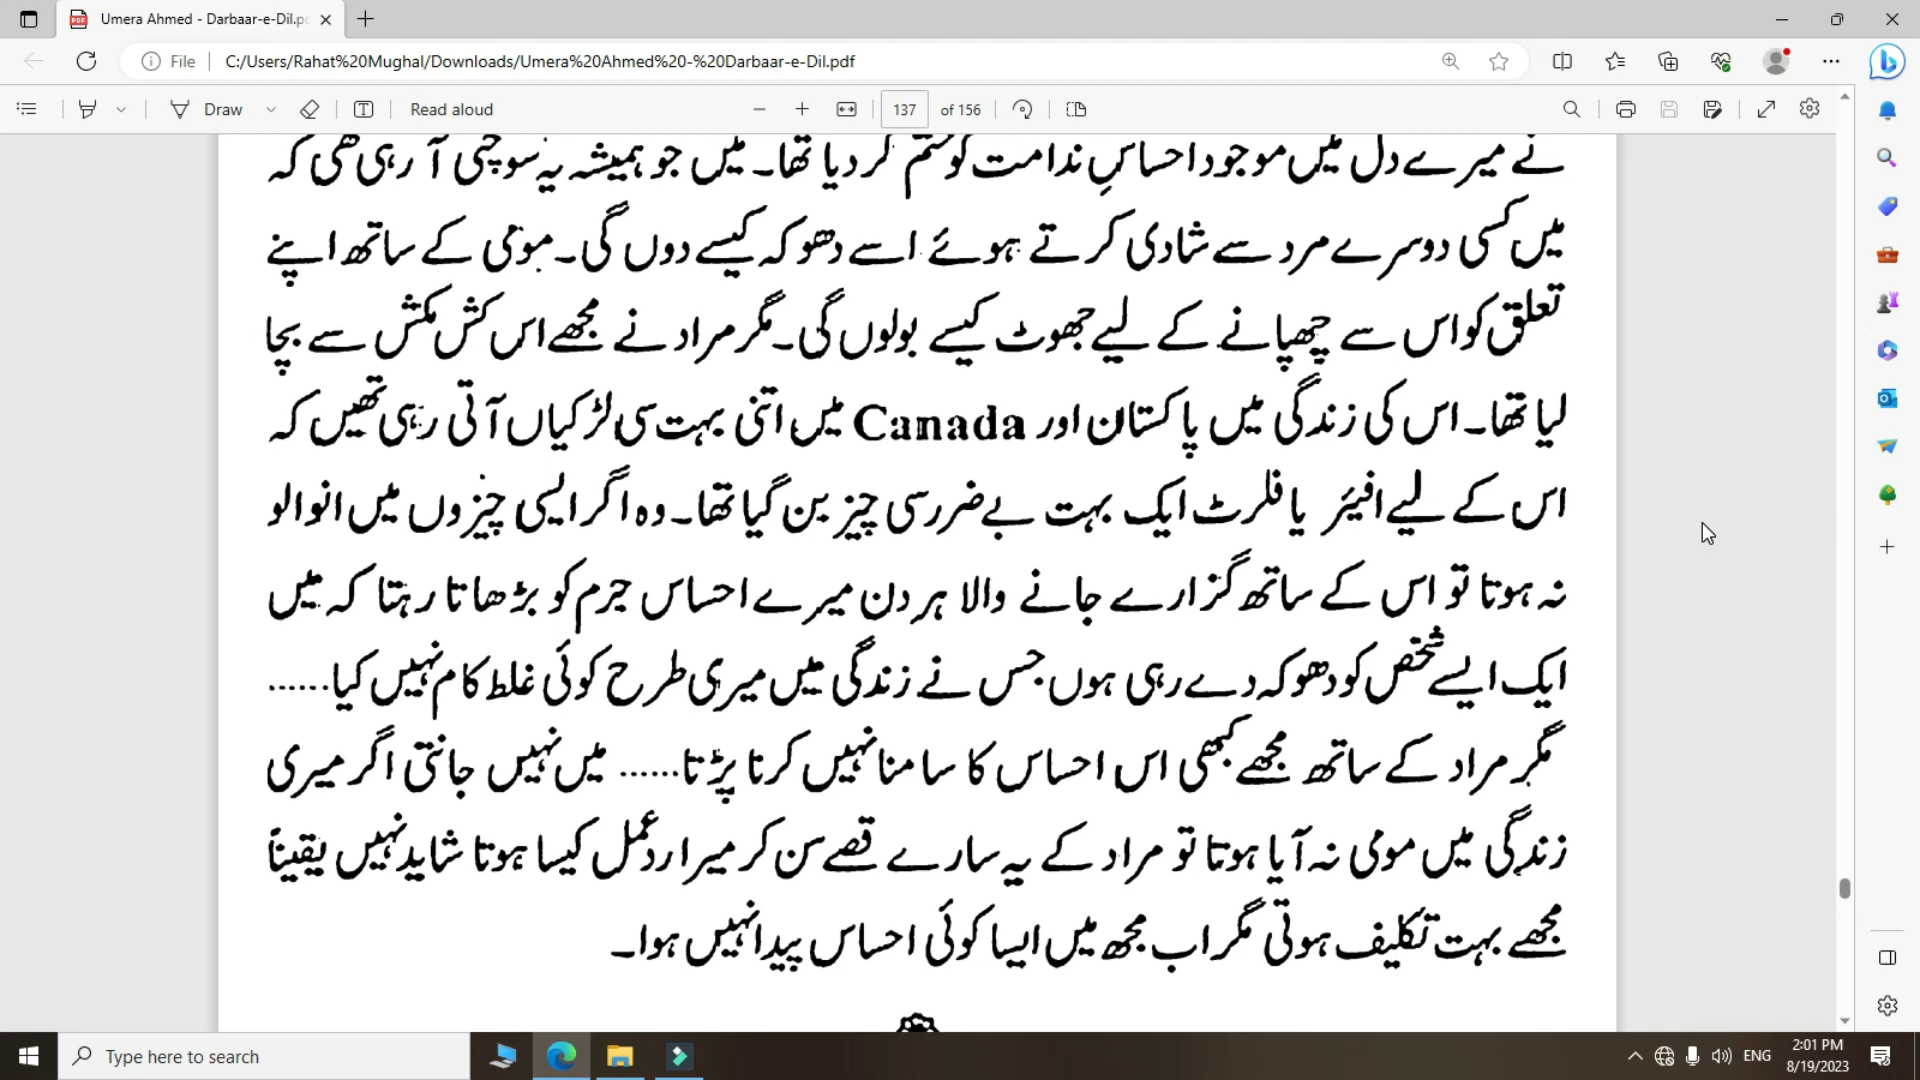 Umera Ahmed - Darbaar-e-Dil.p
File
C:/Users/Rahat%20Mughal/Downloads/Umera%20Ahmed%20-%20Darbaar-e-Dil.pdf
Draw
Read aloud
137 of 156
نے میرے دل میں موجود احساسِ ندامت کو ختم کر دیا تھا۔ میں جو ہمیشہ یہ سوچتی آ رہی تھی کہ
میں کسی دوسرے مرد سے شادی کرتے ہوئے اسے دھوکہ کیسے دوں گی۔ مومی کے ساتھ اپنے
تعلق کو اس سے چھپانے کے لیے جھوٹ کیسے بولوں گی۔ مگر مراد نے مجھے اس کش مکش سے بچا
لیا تھا۔ اس کی زندگی میں پاکستان اور Canada میں اتنی بہت سی لڑکیاں آتی رہی تھیں کہ
اس کے لیے افیئر یا فلرٹ ایک بہت بے ضرر سی چیز بن گیا تھا۔ وہ اگر ایسی چیزوں میں انوالو
نہ ہوتا تو اس کے ساتھ گزارے جانے والا ہر دن میرے احساس جرم کو بڑھاتا رہتا کہ میں
ایک ایسے شخص کو دھوکہ دے رہی ہوں جس نے زندگی میں میری طرح کوئی غلط کام نہیں کیا......
مگر مراد کے ساتھ مجھے کبھی اس احساس کا سامنا نہیں کرنا پڑتا...... میں نہیں جانتی اگر میری
زندگی میں مومی نہ آیا ہوتا تو مراد کے یہ سارے قصے سن کر میرا ردعمل کیسا ہوتا شاید نہیں یقیناً
مجھے بہت تکلیف ہوتی مگر اب مجھ میں ایسا کوئی احساس پیدا نہیں ہوا۔
Type here to search
ENG
2:01 PM
8/19/2023